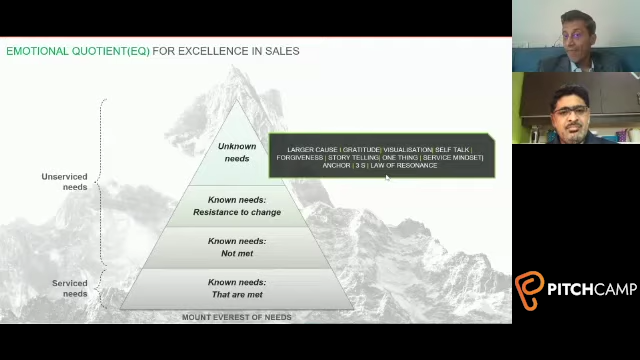 EMOTIONAL QUOTIENT(EQ) FOR EXCELLENCE IN SALES
Unknown
needs
LARGER CAUSE I GRATITUDE| VISUALISATION| SELF TALK |
FORGIVENESS | STORY TELLING| ONE THING | SERVICE MINDSET|
ANCHOR | 3 S | LAW OF RESONANCE
Unserviced
needs
Known needs:
Resistance to change
Known needs:
Not met
Serviced
needs
Known needs:
That are met
MOUNT EVEREST OF NEEDS
PITCHCAMP